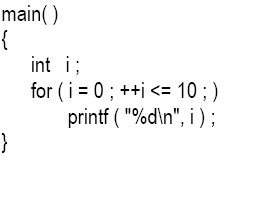 main( )
{
int i ;
for ( i = 0 ; ++i <= 10 ; )
printf ( "%d\n", i ) ;
}